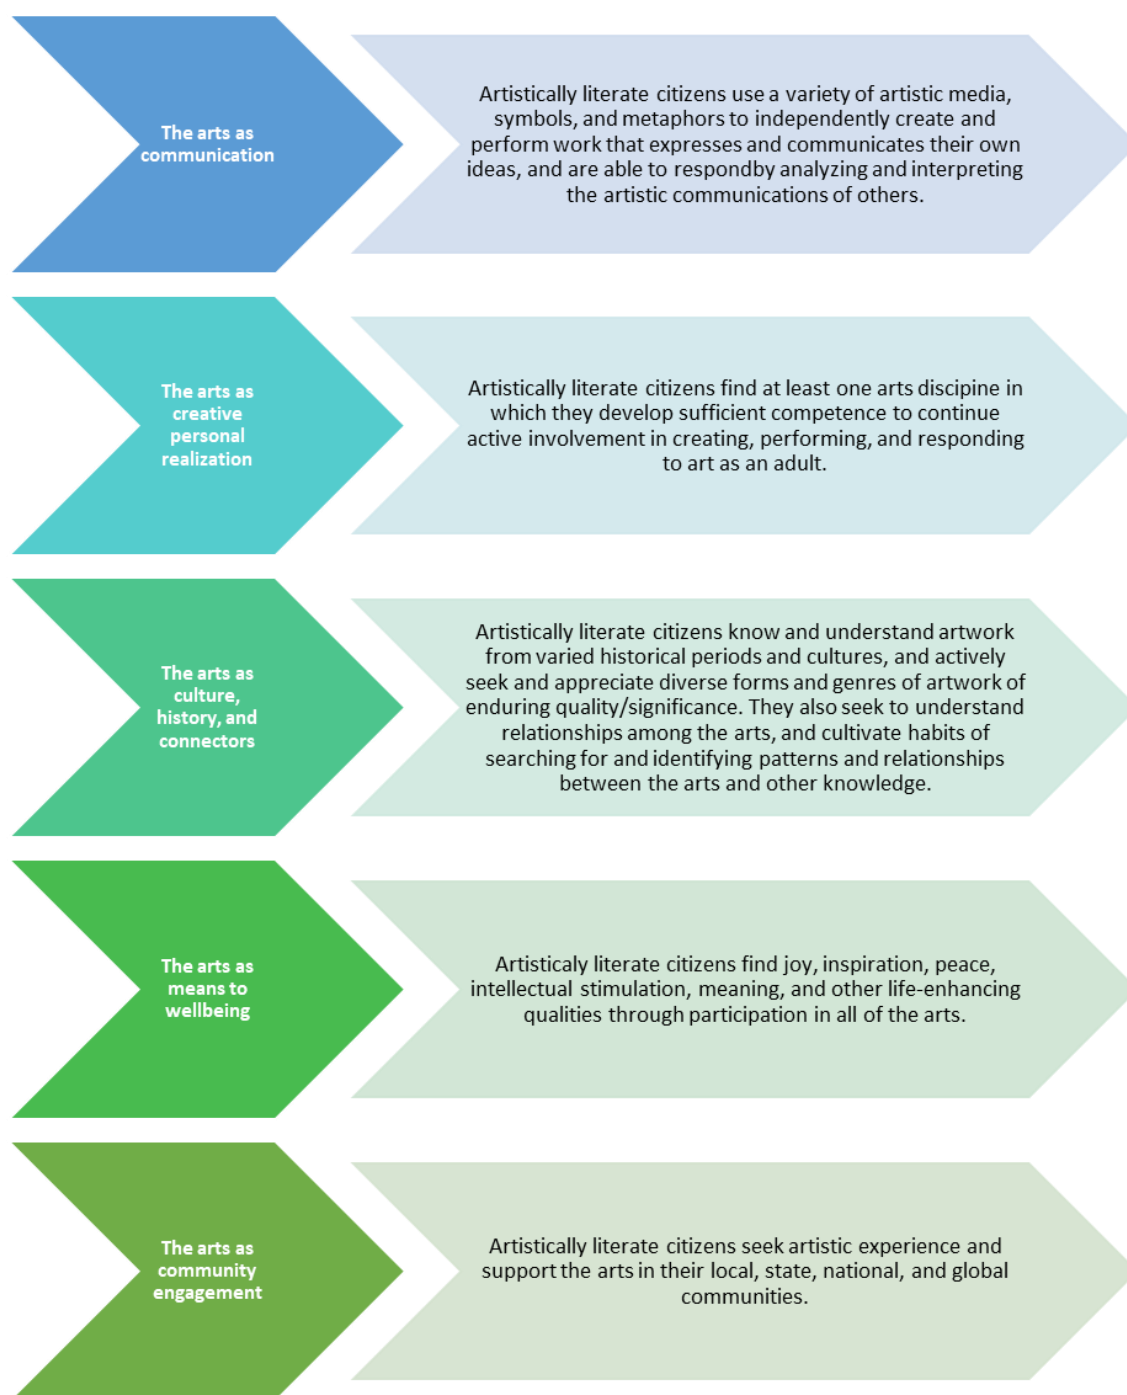 The arts as
communication
Artistically literate citizens use a variety of artistic media,
symbols, and metaphors to independently create and
perform work that expresses and communicates their own
ideas, and are able to respondby analyzing and interpreting
the artistic communications of others.
The arts as
creative
personal
realization
Artistically literate citizens find at least one arts discipine in
which they develop sufficient competence to continue
active involvement in creating, performing, and responding
to art as an adult.
The arts as
culture,
history, and
connectors
Artistically literate citizens know and understand artwork
from varied historical periods and cultures, and actively
seek and appreciate diverse forms and genres of artwork of
enduring quality/significance. They also seek to understand
relationships among the arts, and cultivate habits of
searching for and identifying patterns and relationships
between the arts and other knowledge.
The arts as
means to
wellbeing
Artisticaly literate citizens find joy, inspiration, peace,
intellectual stimulation, meaning, and other life-enhancing
qualities through participation in all of the arts.
The arts as
community
engagement
Artistically literate citizens seek artistic experience and
support the arts in their local, state, national, and global
communities.